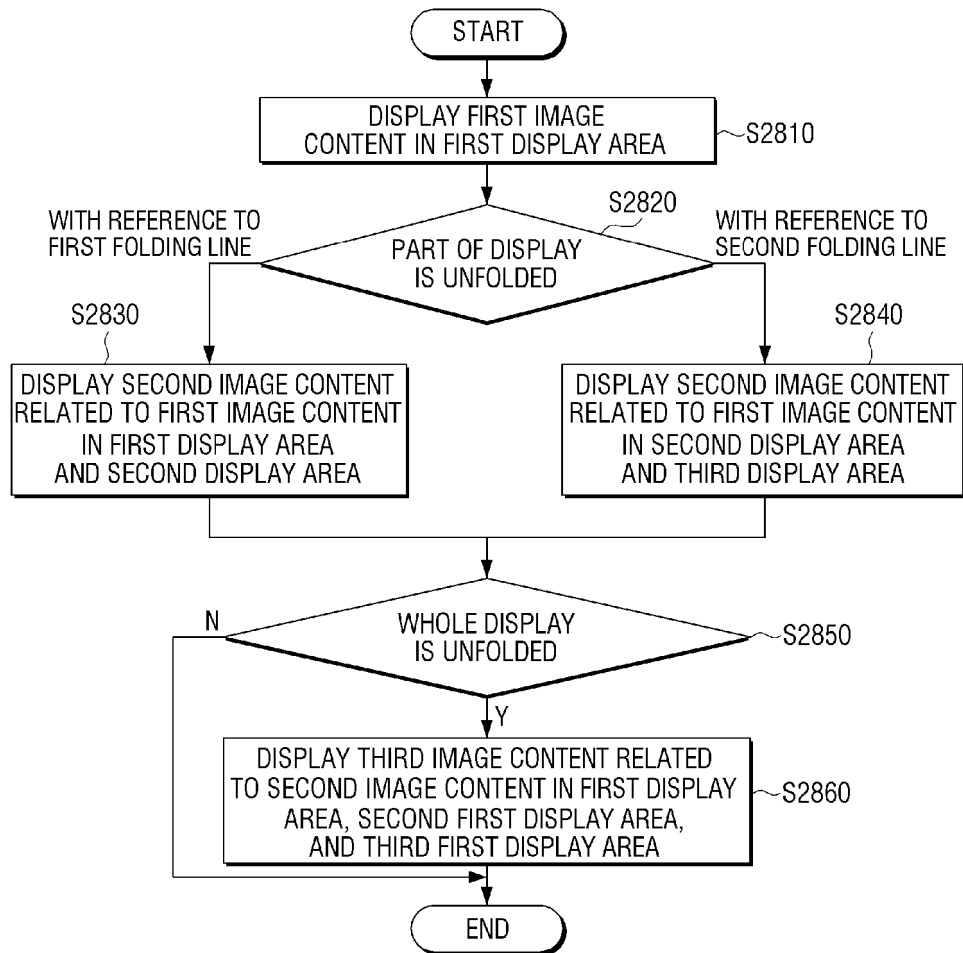 START
DISPLAY FIRST IMAGE
CONTENT IN FIRST DISPLAY AREA
S2810
S2820
WITH REFERENCE TO
FIRST FOLDING LINE
PART OF DISPLAY
IS UNFOLDED
WITH REFERENCE TO
SECOND FOLDING LINE
S2830
DISPLAY SECOND IMAGE CONTENT
RELATED TO FIRST IMAGE CONTENT
IN FIRST DISPLAY AREA
AND SECOND DISPLAY AREA
S2840
DISPLAY SECOND IMAGE CONTENT
RELATED TO FIRST IMAGE CONTENT
IN SECOND DISPLAY AREA
AND THIRD DISPLAY AREA
N
WHOLE DISPLAY
IS UNFOLDED
S2850
Y
DISPLAY THIRD IMAGE CONTENT RELATED
TO SECOND IMAGE CONTENT IN FIRST DISPLAY
AREA, SECOND FIRST DISPLAY AREA,
AND THIRD FIRST DISPLAY AREA
S2860
END